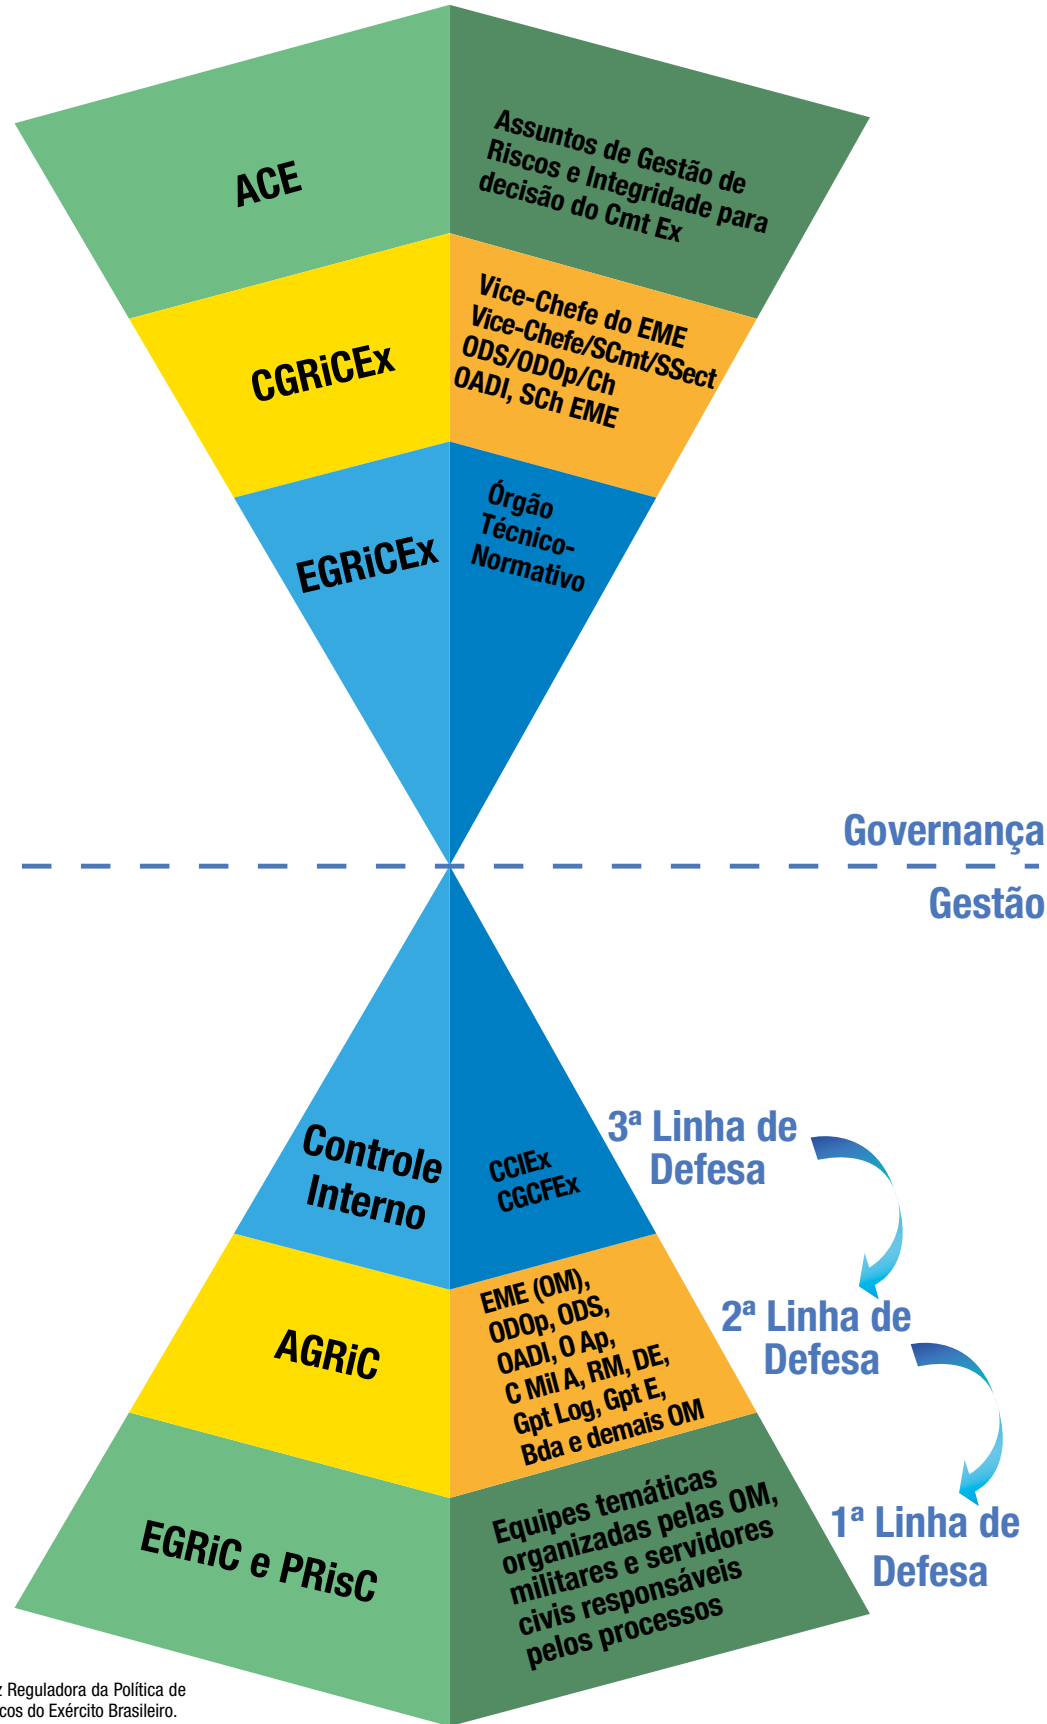 ACE
Assuntos de Gestão de
Riscos e Integridade para
decisão do Cmt Ex
CGRiCEx
Vice-Chefe do EME
Vice-Chefe/SCmt/SSect
ODS/ODOp/Ch
OADI, SCh EME
EGRiCEx
Órgão
Técnico-
Normativo
Governança
Gestão
Controle
Interno
CCIEx
CGCFEx
3ª Linha de
Defesa
AGRiC
EME (OM),
ODOp, ODS,
OADI, O Ap,
C Mil A, RM, DE,
Gpt Log, Gpt E,
Bda e demais OM
2ª Linha de
Defesa
EGRiC e PRisC
Equipes temáticas
organizadas pelas OM,
militares e servidores
civis responsáveis
pelos processos
1ª Linha de
Defesa
z Reguladora da Política de
cos do Exército Brasileiro.